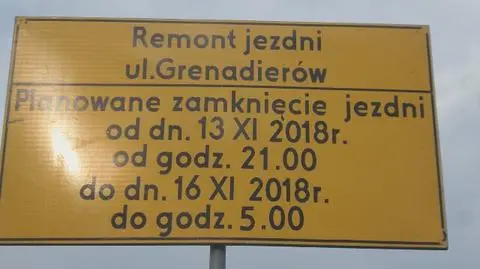 Remont jezdni
ul.Grenadierów
Planowane zamknięcie jezdni
od dn. 13 XI 2018r.
od godz. 21.00
do dn. 16 XI 2018r.
do godz. 5.00